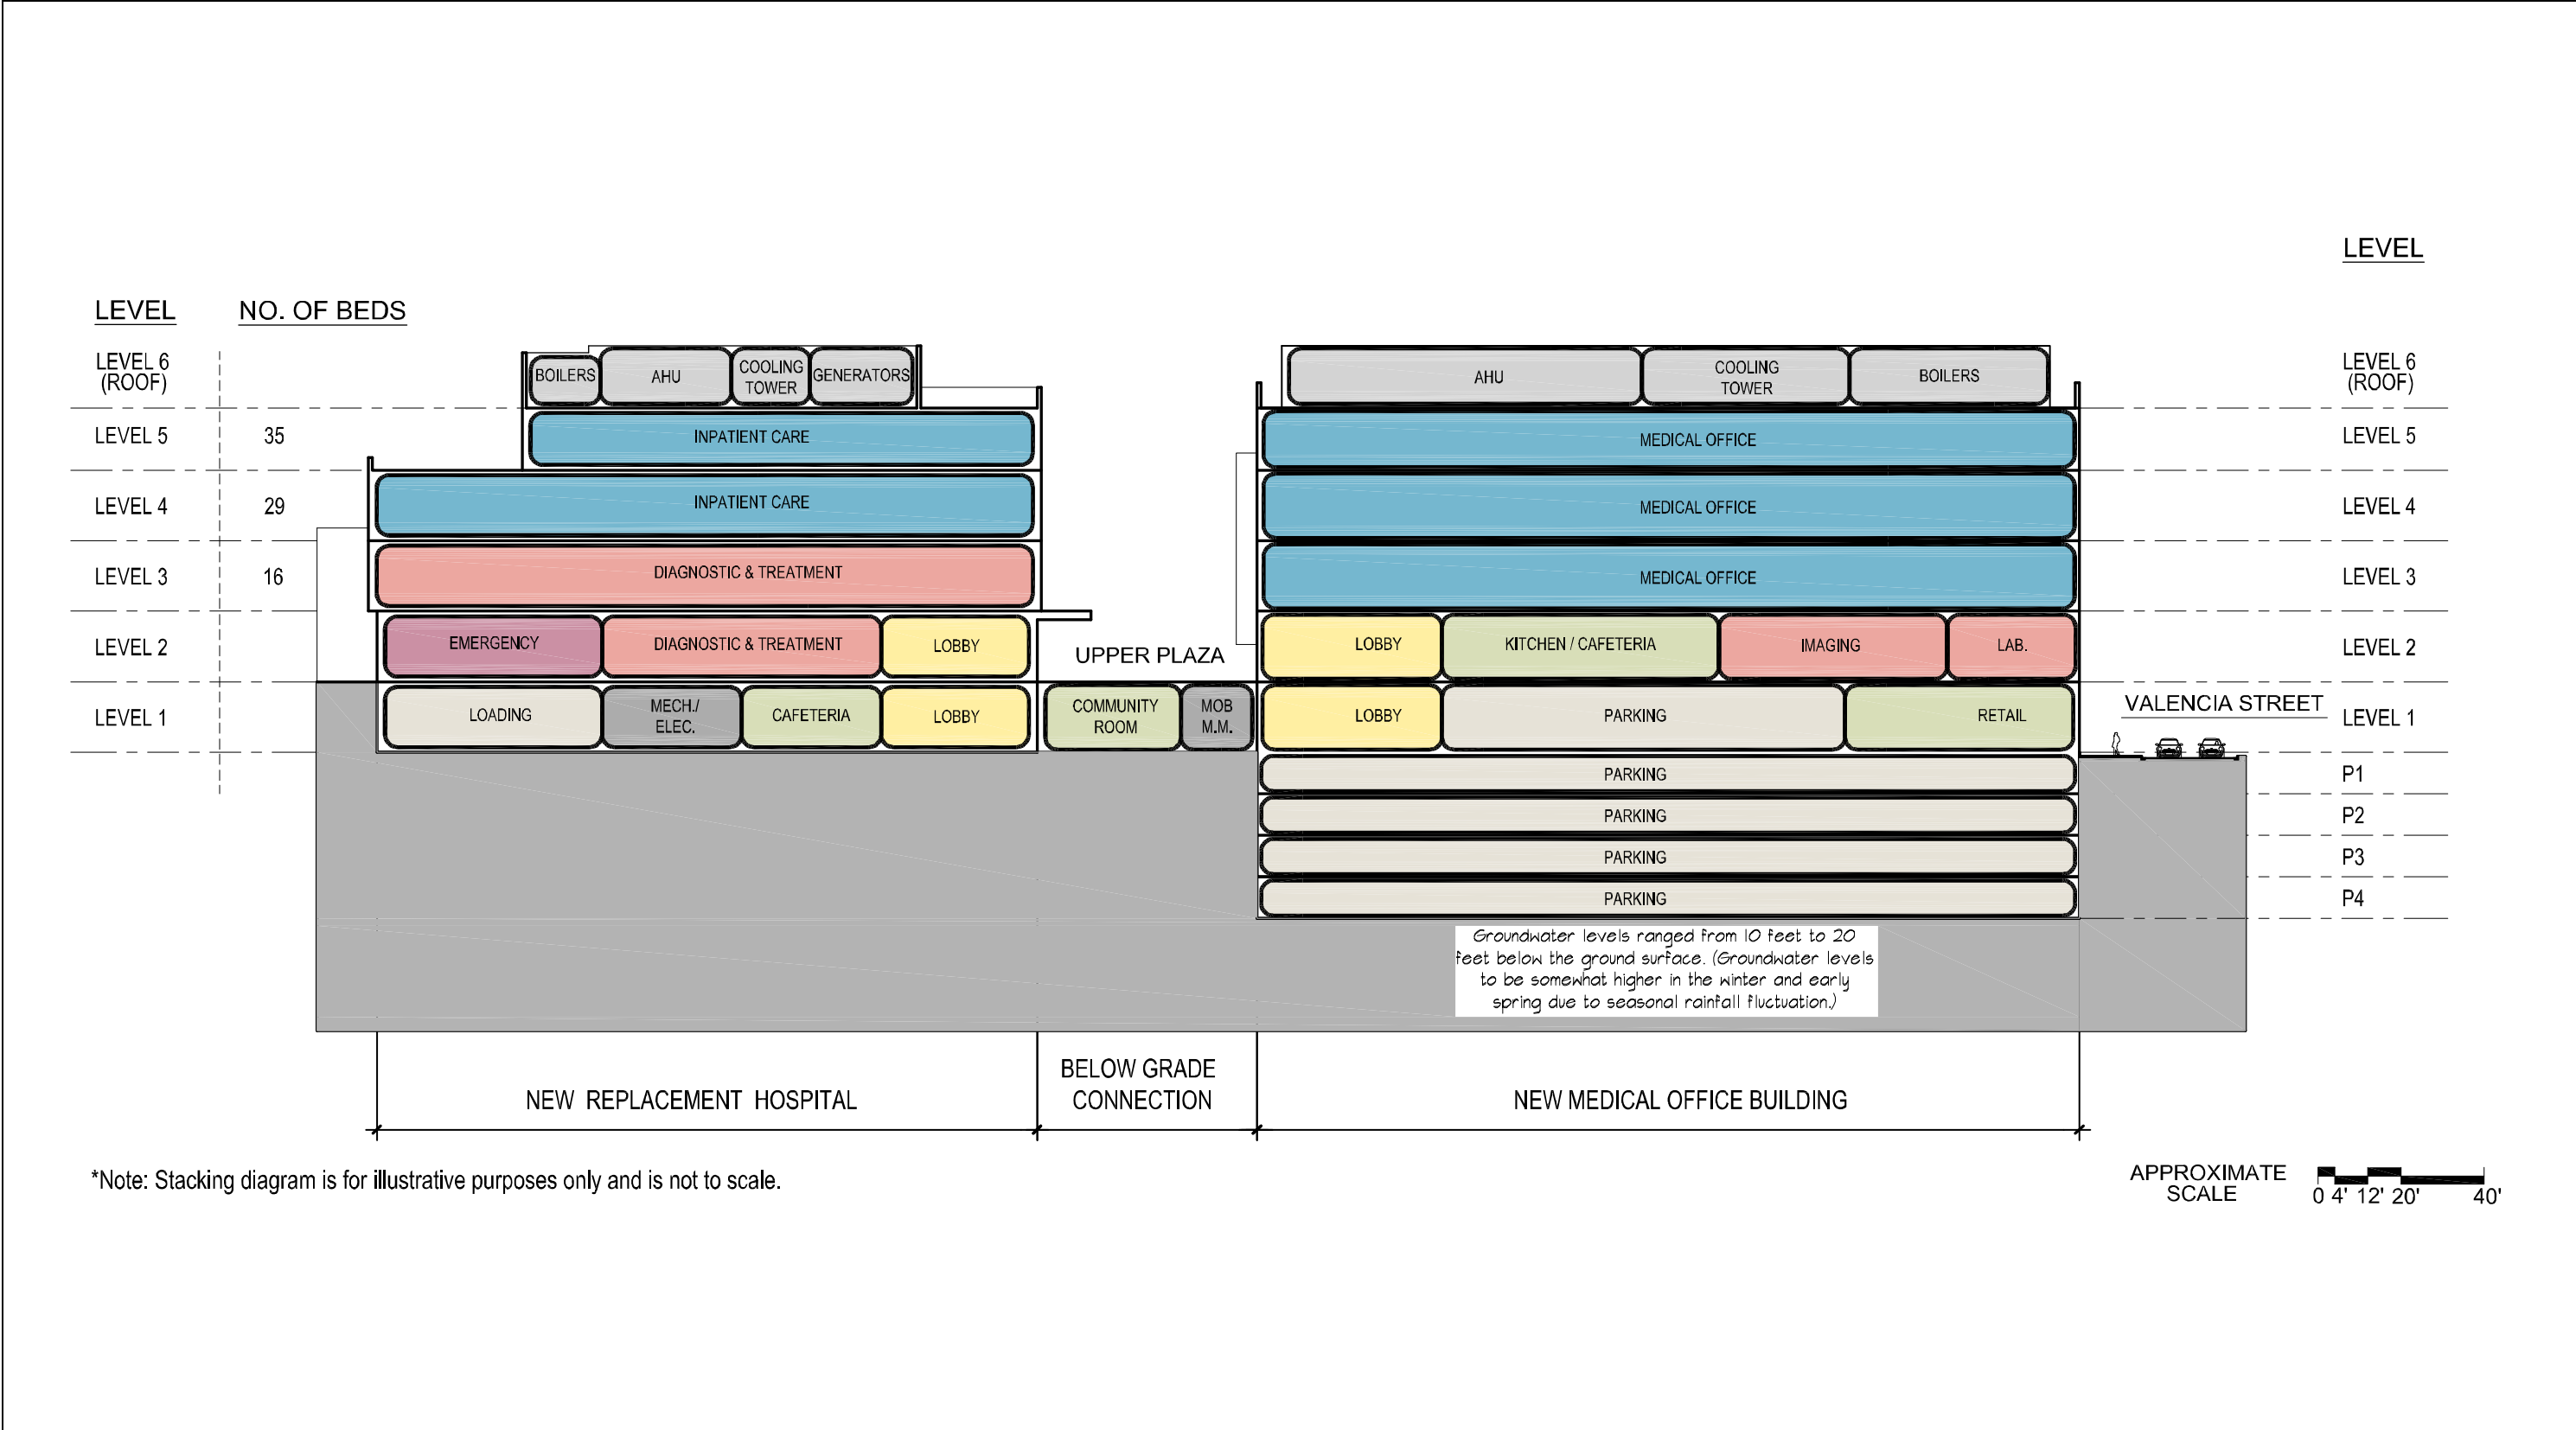 LEVEL
LEVEL NO. OF BEDS
LEVEL 6
(ROOF)
BOILERS AHU COOLING
TOWER GENERATORS
AHU COOLING
TOWER BOILERS
LEVEL 6
(ROOF)
LEVEL 5 35 INPATIENT CARE MEDICAL OFFICE LEVEL 5
LEVEL 4 29 INPATIENT CARE MEDICAL OFFICE LEVEL 4
LEVEL 3 16 DIAGNOSTIC & TREATMENT MEDICAL OFFICE LEVEL 3
LEVEL 2 EMERGENCY DIAGNOSTIC & TREATMENT LOBBY UPPER PLAZA LOBBY KITCHEN / CAFETERIA IMAGING LAB. LEVEL 2
LEVEL 1 LOADING MECH./
ELEC. CAFETERIA LOBBY COMMUNITY
ROOM MOB
M.M. LOBBY PARKING RETAIL VALENCIA STREET LEVEL 1
PARKING P1
PARKING P2
PARKING P3
PARKING P4
Groundwater levels ranged from 10 feet to 20
feet below the ground surface. (Groundwater levels
to be somewhat higher in the winter and early
spring due to seasonal rainfall fluctuation.)
NEW REPLACEMENT HOSPITAL
BELOW GRADE
CONNECTION
NEW MEDICAL OFFICE BUILDING
*Note: Stacking diagram is for illustrative purposes only and is not to scale.
APPROXIMATE
SCALE
0 4' 12' 20' 40'